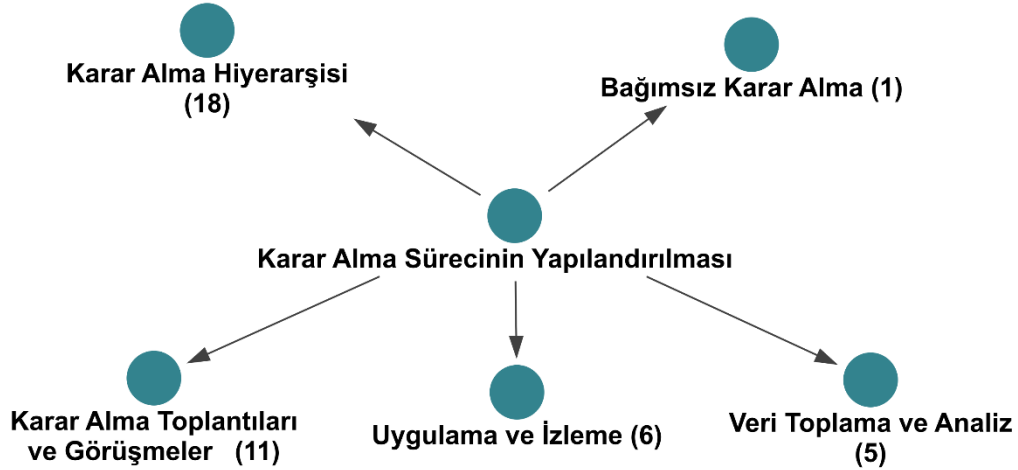 Karar Alma Hiyerarşisi
(18)
Bağımsız Karar Alma (1)
Karar Alma Sürecinin Yapılandırılması
Karar Alma Toplantıları
ve Görüşmeler (11)
Uygulama ve İzleme (6)
Veri Toplama ve Analiz
(5)